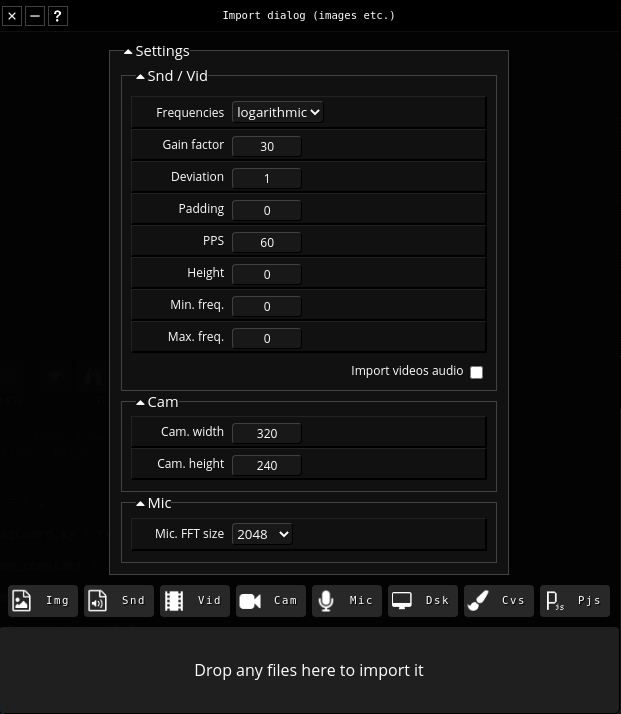 ? Import dialog (images etc.)
Settings
Snd / Vid
Frequencies logarithmic
Gain factor 30
Deviation 1
Padding 0
PPS 60
Height 0
Min. freq. 0
Max. freq. 0
Import videos audio
Cam
Cam. width 320
Cam. height 240
Mic
Mic. FFT size 2048
Img Snd Vid Cam Mic Dsk Cvs Pjs Pjs
Drop any files here to import it